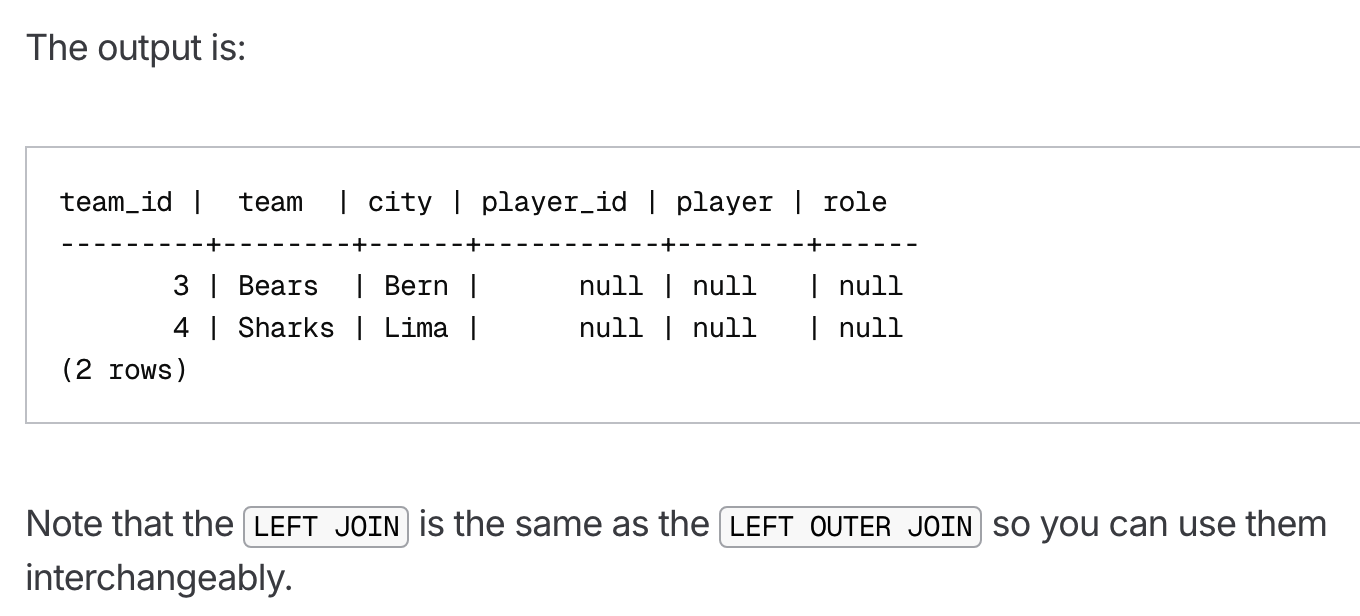 The output is:
team_id |  team  | city | player_id | player | role
---------+--------+------+-----------+--------+------
       3 | Bears  | Bern |      null | null   | null
       4 | Sharks | Lima |      null | null   | null
(2 rows)
Note that the LEFT JOIN is the same as the LEFT OUTER JOIN so you can use them
interchangeably.